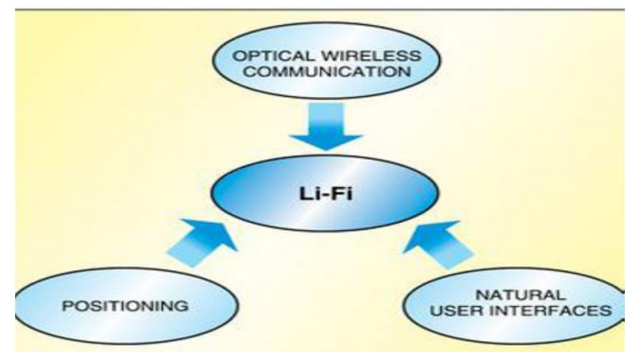 OPTICAL WIRELESS
COMMUNICATION
Li-Fi
POSITIONING
NATURAL
USER INTERFACES